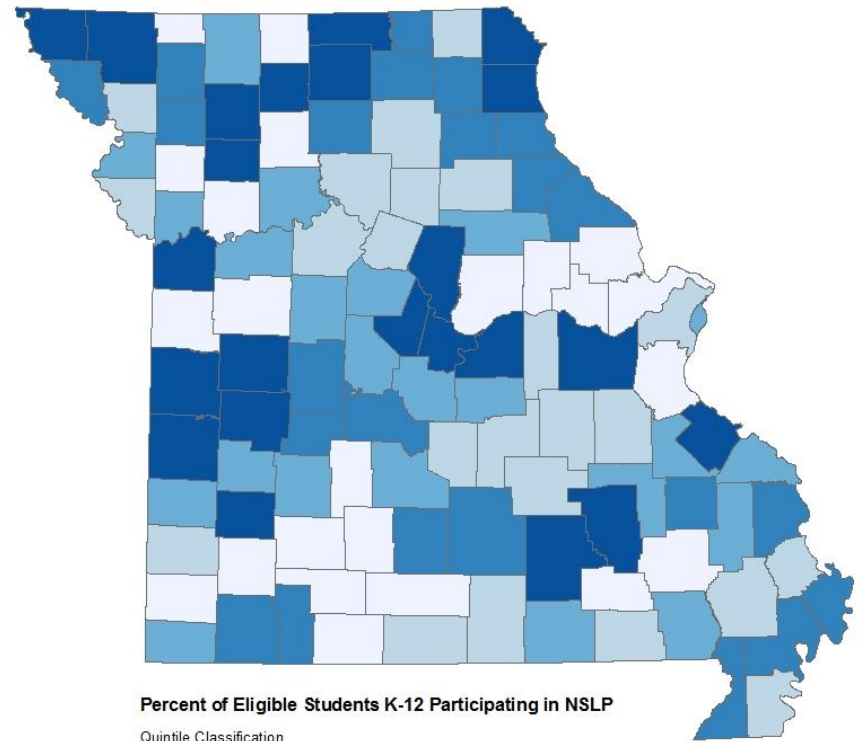 Percent of Eligible Students K-12 Participating in NSLP
Quintile Classification